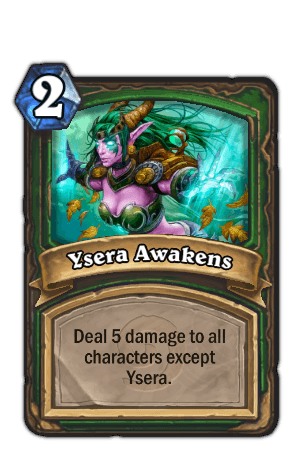 2
Ysera Awakens
Deal 5 damage to all
characters except
Ysera.